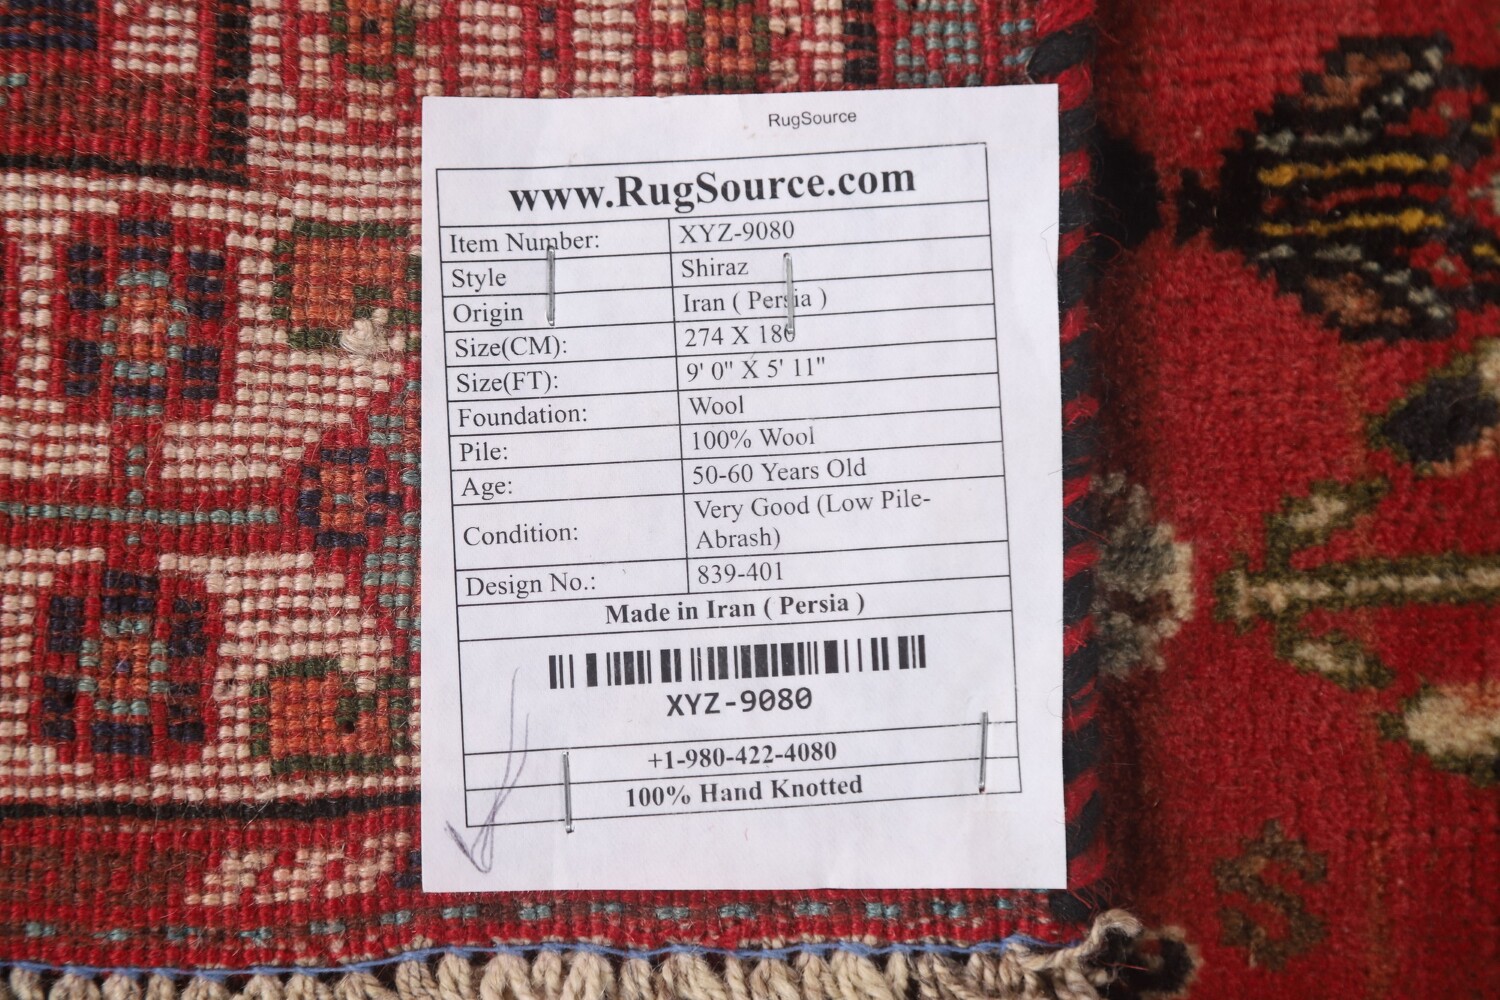 RugSource
www.RugSource.com
Item Number: XYZ-9080
Style Shiraz
Origin Iran ( Persia )
Size(CM): 274 X 180
Size(FT): 9' 0" X 5' 11"
Foundation: Wool
Pile: 100% Wool
Age: 50-60 Years Old
Condition: Very Good (Low Pile-
Abrash)
Design No.: 839-401
Made in Iran ( Persia )
XYZ-9080
+1-980-422-4080
100% Hand Knotted